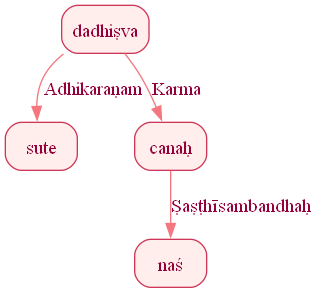 dadhiṣva
Adhikaraṇam Karma
sute canaḥ
Ṣaṣṭhīsambandhaḥ
naś